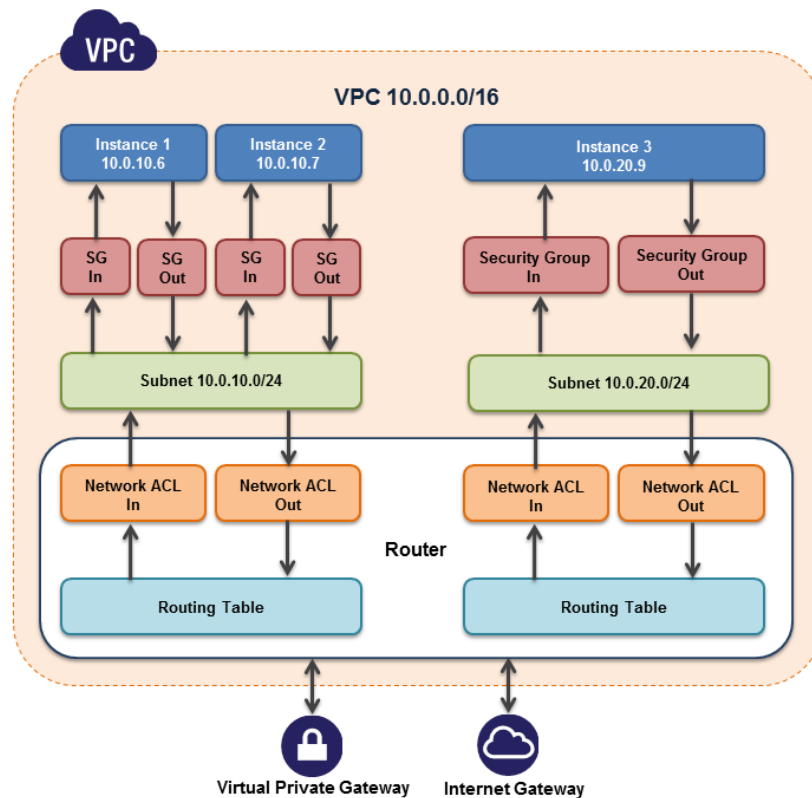 VPC
VPC 10.0.0.0/16
Instance 1
10.0.10.6
Instance 2
10.0.10.7
Instance 3
10.0.20.9
SG
In
SG
Out
SG
In
SG
Out
Security Group
In
Security Group
Out
Subnet 10.0.10.0/24
Subnet 10.0.20.0/24
Network ACL
In
Network ACL
Out
Network ACL
In
Network ACL
Out
Router
Routing Table
Routing Table
Virtual Private Gateway
Internet Gateway